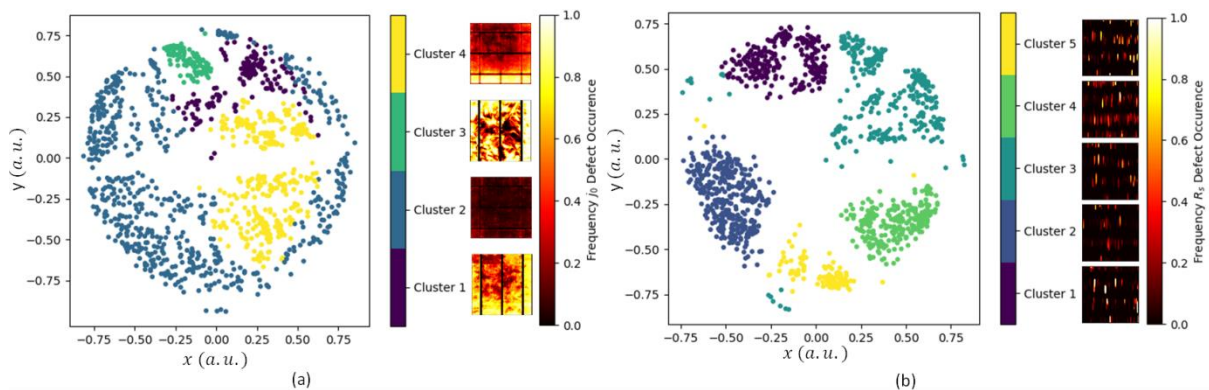 0.75
0.50
0.25
0.00
−0.25
−0.50
−0.75
y (a.u.)
−0.75 −0.50 −0.25 0.00 0.25 0.50 0.75
x (a.u.)
Cluster 4
Cluster 3
Cluster 2
Cluster 1
1.0
0.8
0.6
0.4
0.2
0.0
Frequency j₀ Defect Occurrence
(a)
0.75
0.50
0.25
0.00
−0.25
−0.50
−0.75
y (a.u.)
−0.75 −0.50 −0.25 0.00 0.25 0.50 0.75
x (a.u.)
Cluster 5
Cluster 4
Cluster 3
Cluster 2
Cluster 1
1.0
0.8
0.6
0.4
0.2
0.0
Frequency Rₛ Defect Occurrence
(b)